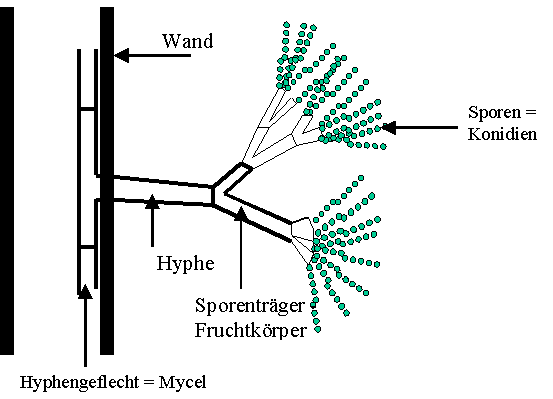 Wand
Sporen =
Konidien
Hyphe
Sporenträger =
Fruchtkörper
Hyphengeflecht = Mycel